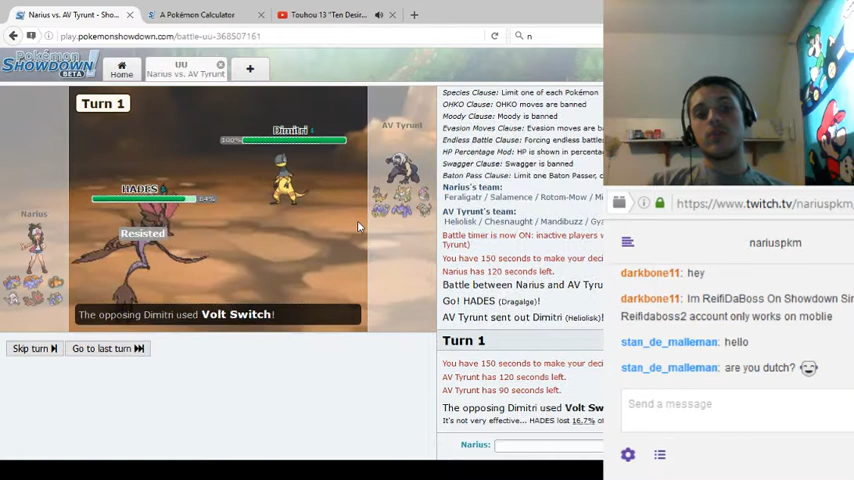 Narius vs. AV Tyrunt - Sho...
A Pokémon Calculator
Touhou 13 "Ten Desir...
play.pokemonshowdown.com/battle-uu-368507161
n
Pokémon
Showdown!
BETA
Home
UU
Narius vs. AV Tyrunt
Turn 1
Dimitri
100%
HADES
84%
Resisted
AV Tyrunt
Narius
The opposing Dimitri used Volt Switch!
Skip turn
Go to last turn
Species Clause: Limit one of each Pokémon
OHKO Clause: OHKO moves are banned
Moody Clause: Moody is banned
Evasion Moves Clause: Evasion moves are bann
Endless Battle Clause: Forcing endless battle
HP Percentage Mod: HP is shown in percenta
Swagger Clause: Swagger is banned
Baton Pass Clause: Limit one Baton Passer, c
Narius's team:
Feraligatr / Salamence / Rotom-Mow / Mi
AV Tyrunt's team:
Heliolisk / Chesnaught / Mandibuzz / Gya
Battle timer is now ON: inactive players w
Tyrunt)
You have 150 seconds to make your deci
Narius has 120 seconds left.
Battle between Narius and AV Tyru
Go! HADES (Dragalge)!
AV Tyrunt sent out Dimitri (Heliolisk)!
Turn 1
You have 150 seconds to make your deci
AV Tyrunt has 120 seconds left.
AV Tyrunt has 90 seconds left.
The opposing Dimitri used Volt Sw
It's not very effective... HADES lost 16.7% o
Narius:
https://www.twitch.tv/nariuspkm
nariuspkm
darkbone11: hey
darkbone11: Im ReifiDaBoss On Showdown Sin
Reifidaboss2 account only works on moblie
stan_de_malleman: hello
stan_de_malleman: are you dutch?
Send a message